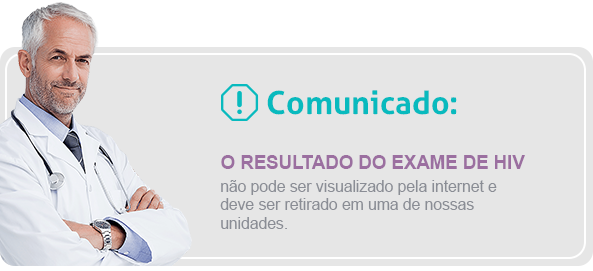 Comunicado:
O RESULTADO DO EXAME DE HIV
não pode ser visualizado pela internet e
deve ser retirado em uma de nossas
unidades.